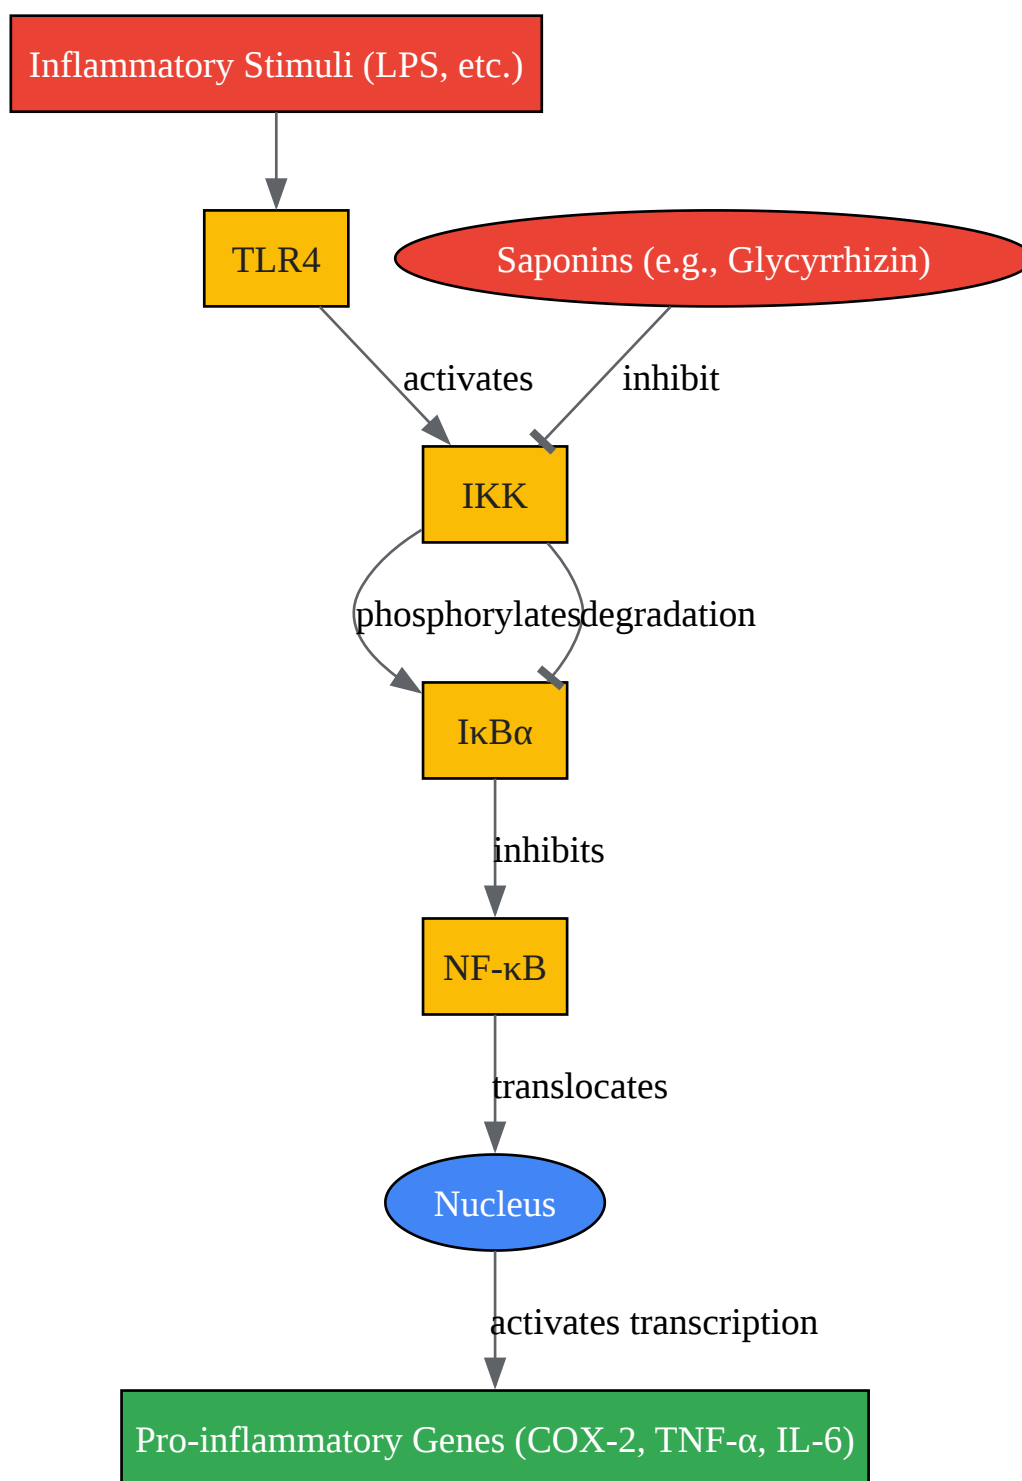 Inflammatory Stimuli (LPS, etc.)
TLR4
Saponins (e.g., Glycyrrhizin)
activates
inhibit
IKK
phosphorylates
degradation
IκBα
inhibits
NF-κB
translocates
Nucleus
activates transcription
Pro-inflammatory Genes (COX-2, TNF-α, IL-6)